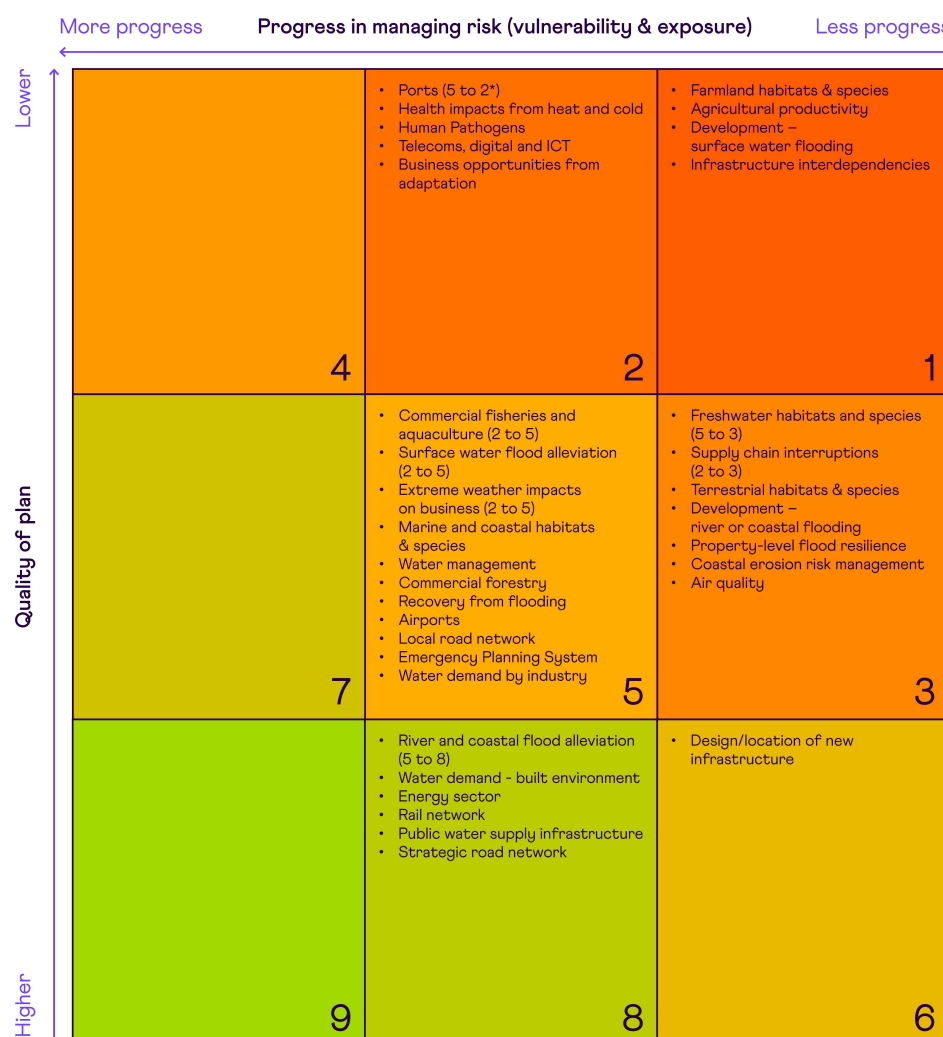 More progress
Progress in managing risk (vulnerability & exposure)
Less progress
Lower
Quality of plan
Higher
4
• Ports (5 to 2*)
• Health impacts from heat and cold
• Human Pathogens
• Telecoms, digital and ICT
• Business opportunities from
adaptation
2
• Farmland habitats & species
• Agricultural productivity
• Development –
surface water flooding
• Infrastructure interdependencies
1
7
• Commercial fisheries and
aquaculture (2 to 5)
• Surface water flood alleviation
(2 to 5)
• Extreme weather impacts
on business (2 to 5)
• Marine and coastal habitats
& species
• Water management
• Commercial forestry
• Recovery from flooding
• Airports
• Local road network
• Emergency Planning System
• Water demand by industry
5
• Freshwater habitats and species
(5 to 3)
• Supply chain interruptions
(2 to 3)
• Terrestrial habitats & species
• Development –
river or coastal flooding
• Property-level flood resilience
• Coastal erosion risk management
• Air quality
3
9
• River and coastal flood alleviation
(5 to 8)
• Water demand - built environment
• Energy sector
• Rail network
• Public water supply infrastructure
• Strategic road network
8
• Design/location of new
infrastructure
6